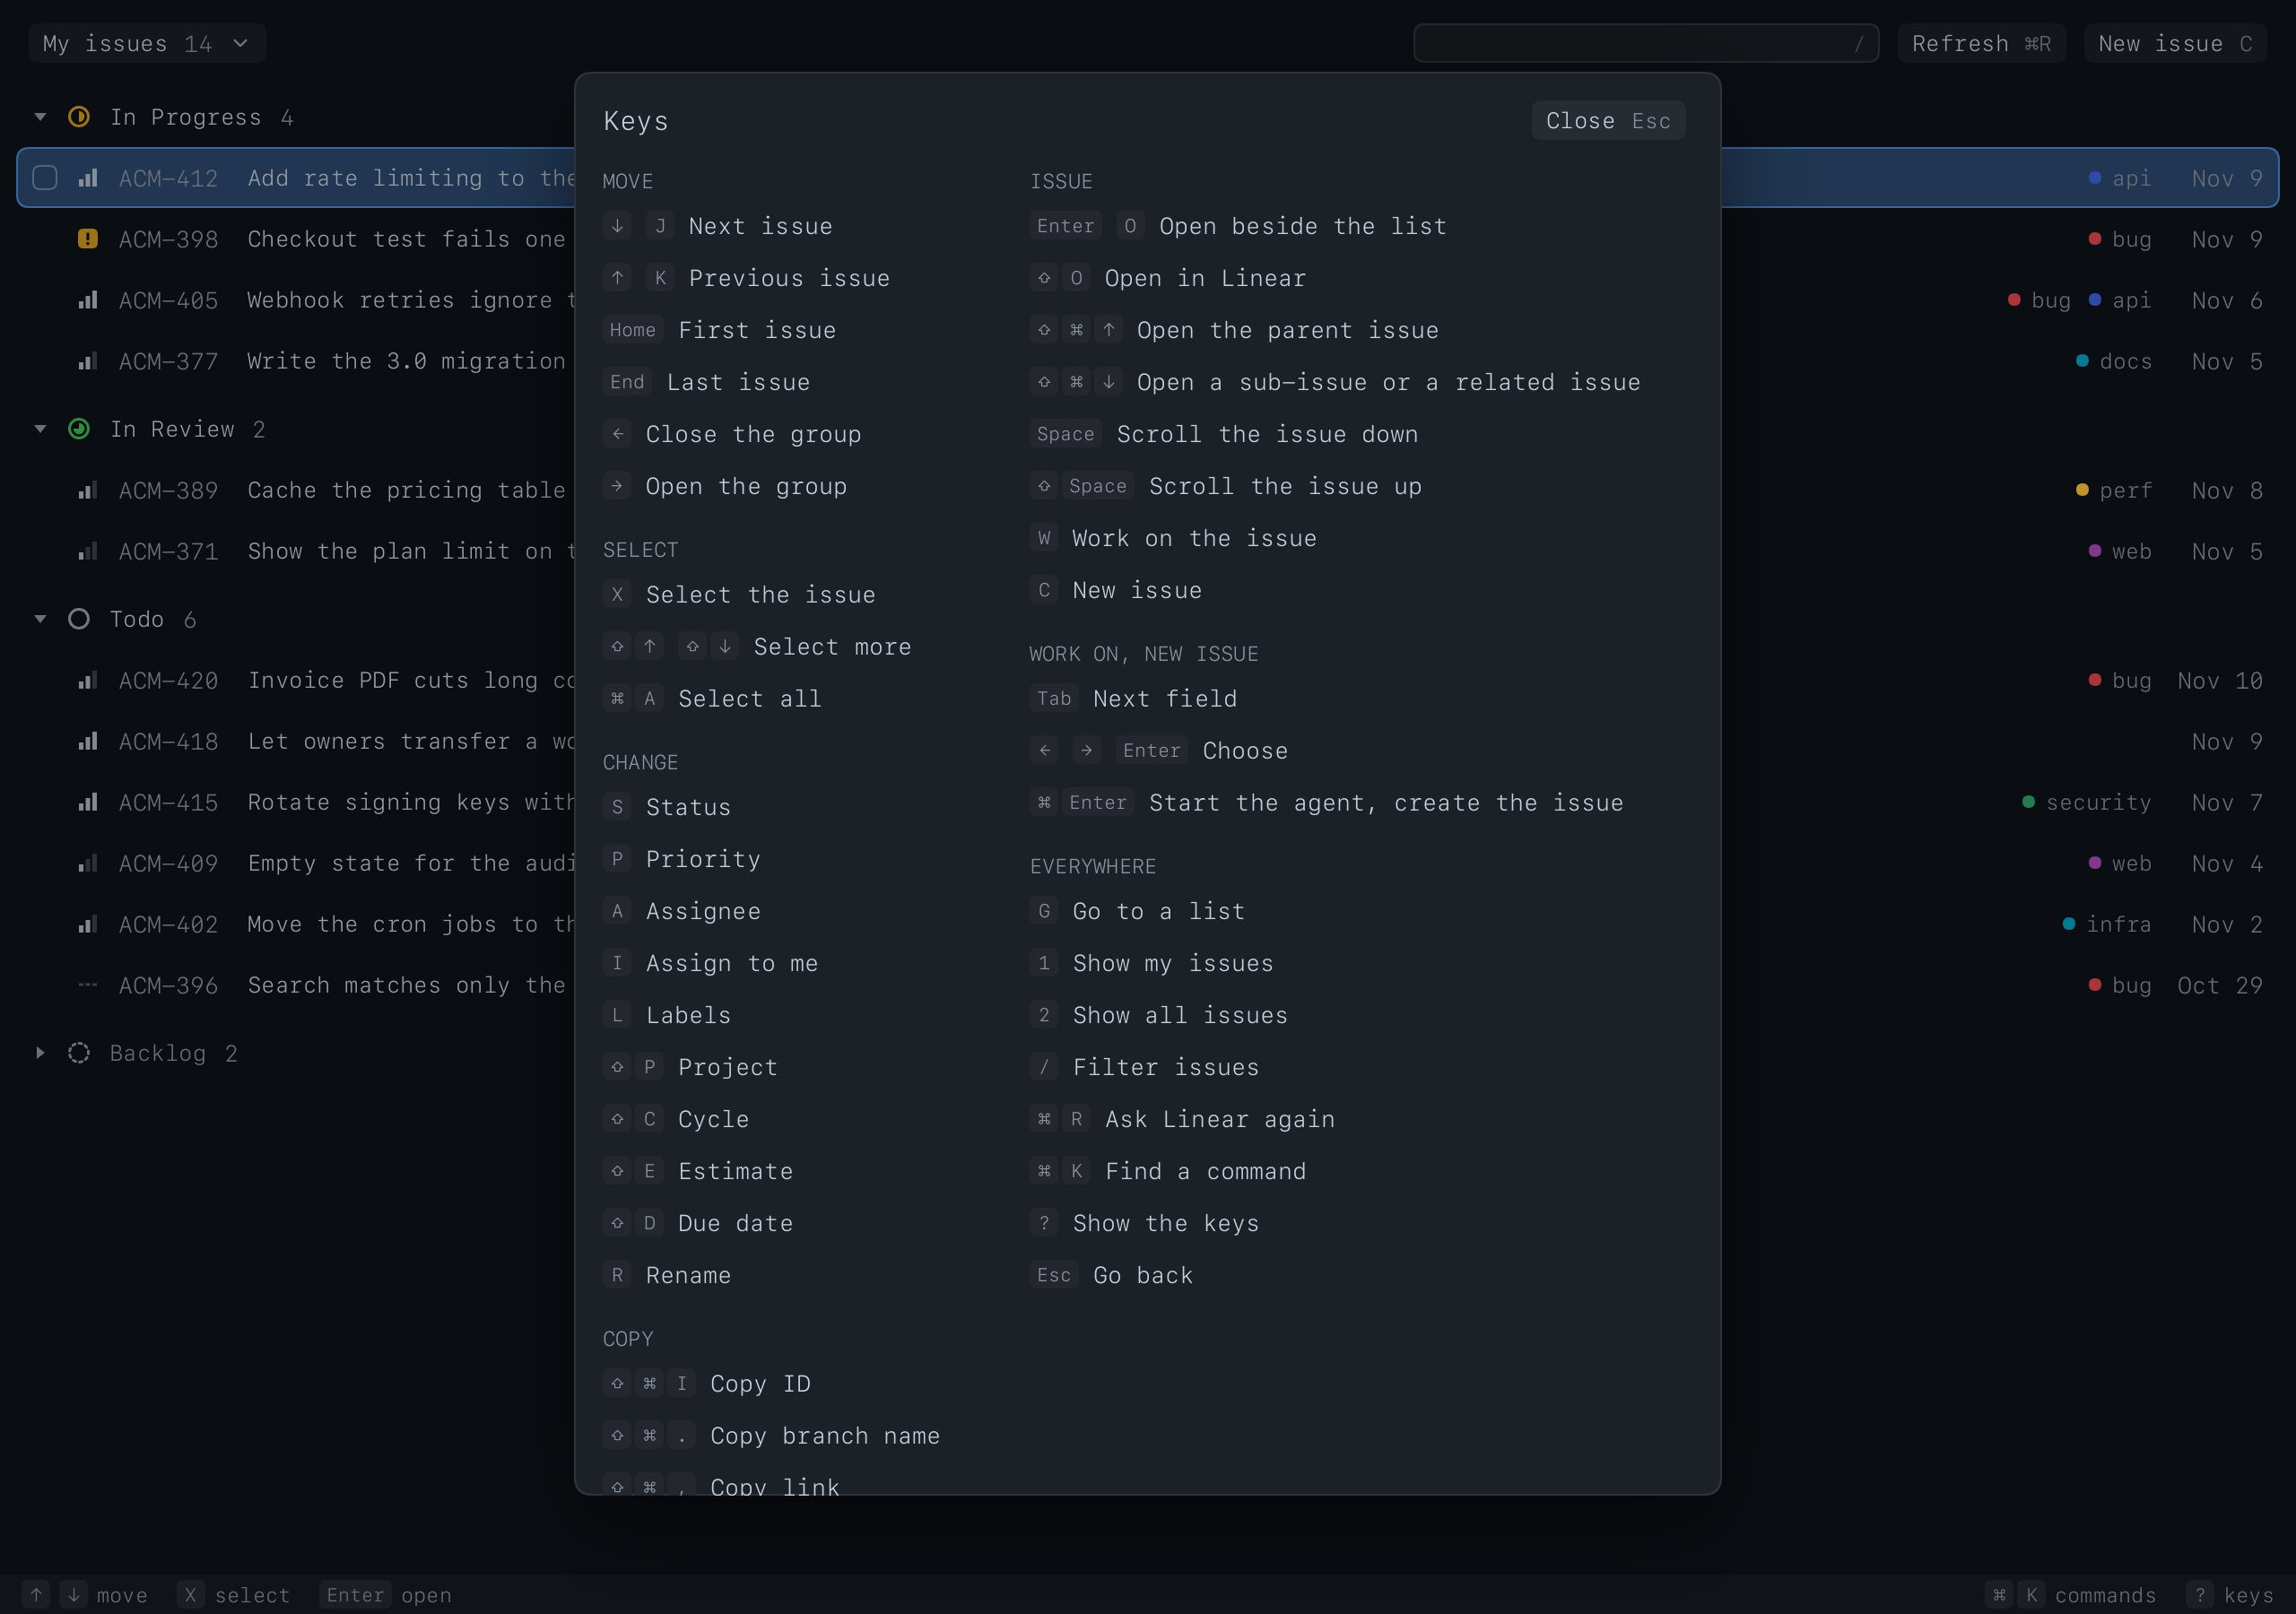 My issues 14
/
Refresh ⌘R
New issue C
In Progress 4
ACM-412 Add rate limiting to the api Nov 9
ACM-398 Checkout test fails one bug Nov 9
ACM-405 Webhook retries ignore bug api Nov 6
ACM-377 Write the 3.0 migration docs Nov 5
In Review 2
ACM-389 Cache the pricing table perf Nov 8
ACM-371 Show the plan limit on web Nov 5
Todo 6
ACM-420 Invoice PDF cuts long bug Nov 10
ACM-418 Let owners transfer a Nov 9
ACM-415 Rotate signing keys with security Nov 7
ACM-409 Empty state for the web Nov 4
ACM-402 Move the cron jobs to infra Nov 2
ACM-396 Search matches only the bug Oct 29
Backlog 2
Keys
Close Esc
MOVE
↓ J Next issue
↑ K Previous issue
Home First issue
End Last issue
← Close the group
→ Open the group
SELECT
X Select the issue
⇧ ↑ ⇧ ↓ Select more
⌘ A Select all
CHANGE
S Status
P Priority
A Assignee
I Assign to me
L Labels
⇧ P Project
⇧ C Cycle
⇧ E Estimate
⇧ D Due date
R Rename
COPY
⇧ ⌘ I Copy ID
⇧ ⌘ . Copy branch name
⇧ ⌘ , Copy link
ISSUE
Enter O Open beside the list
⇧ O Open in Linear
⇧ ⌘ ↑ Open the parent issue
⇧ ⌘ ↓ Open a sub-issue or a related issue
Space Scroll the issue down
⇧ Space Scroll the issue up
W Work on the issue
C New issue
WORK ON, NEW ISSUE
Tab Next field
← → Enter Choose
⌘ Enter Start the agent, create the issue
EVERYWHERE
G Go to a list
1 Show my issues
2 Show all issues
/ Filter issues
⌘ R Ask Linear again
⌘ K Find a command
? Show the keys
Esc Go back
↑ ↓ move X select Enter open
⌘ K commands ? keys